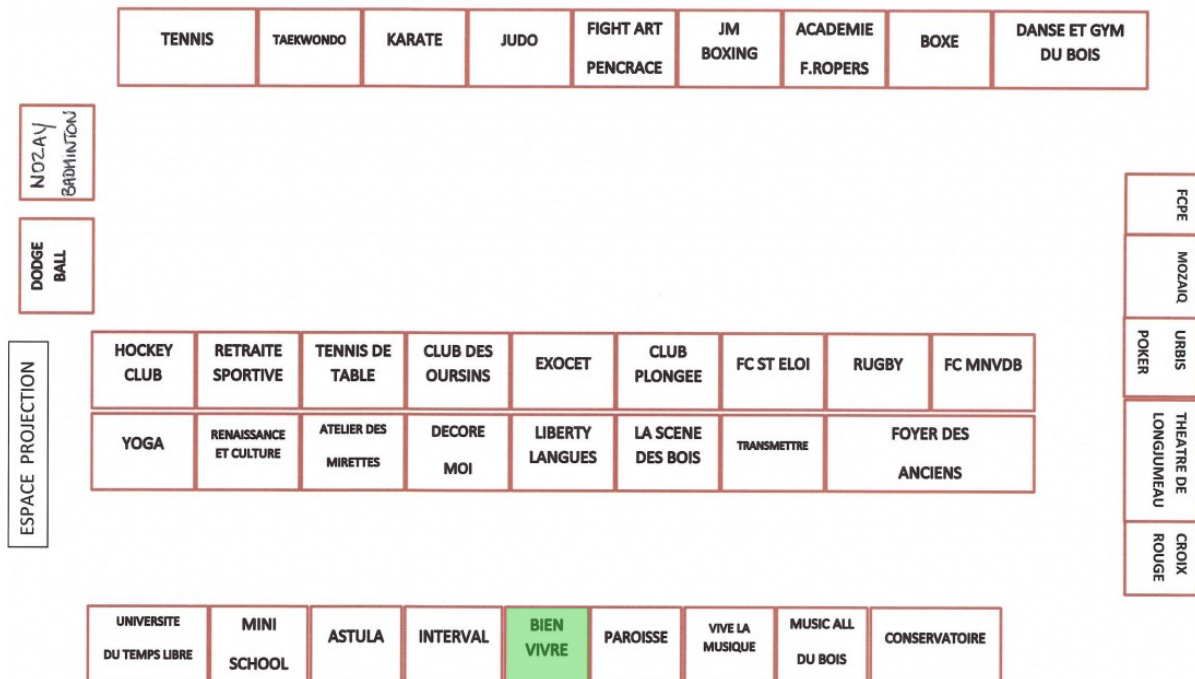 TENNIS
TAEKWONDO
KARATE
JUDO
FIGHT ART
PENCRACE
JM
BOXING
ACADEMIE
F.ROPERS
BOXE
DANSE ET GYM
DU BOIS
NOZAY/
BADMINTON
DODGE
BALL
ESPACE PROJECTION
HOCKEY
CLUB
RETRAITE
SPORTIVE
TENNIS DE
TABLE
CLUB DES
OURSINS
EXOCET
CLUB
PLONGEE
FC ST ELOI
RUGBY
FC MNVDB
YOGA
RENAISSANCE
ET CULTURE
ATELIER DES
MIRETTES
DECORE
MOI
LIBERTY
LANGUES
LA SCENE
DES BOIS
TRANSMETTRE
FOYER DES
ANCIENS
FCPE
MOZAIQ
URBIS
POKER
THEATRE DE
LONGJUMEAU
CROIX
ROUGE
UNIVERSITE
DU TEMPS LIBRE
MINI
SCHOOL
ASTULA
INTERVAL
BIEN
VIVRE
PAROISSE
VIVE LA
MUSIQUE
MUSIC ALL
DU BOIS
CONSERVATOIRE